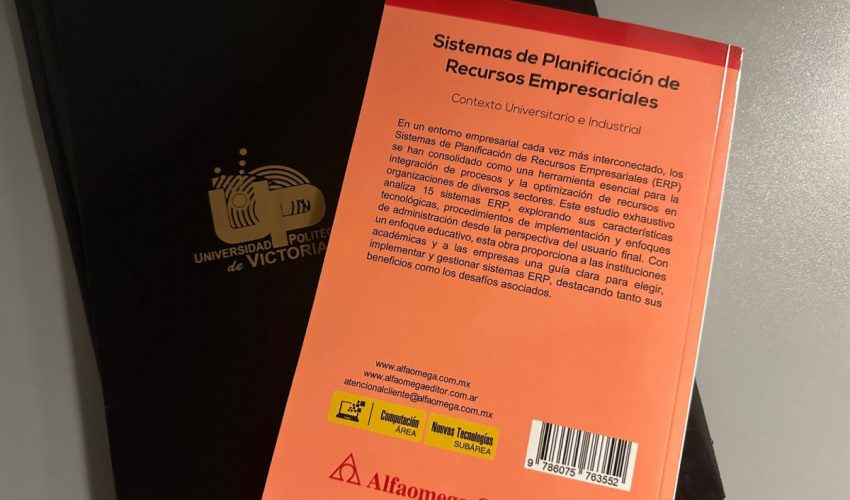 Sistemas de Planificación de
Recursos Empresariales
Contexto Universitario e Industrial
En un entorno empresarial cada vez más interconectado, los
Sistemas de Planificación de Recursos Empresariales (ERP)
se han consolidado como una herramienta esencial para la
integración de procesos y la optimización de recursos en
organizaciones de diversos sectores. Este estudio exhaustivo
analiza 15 sistemas ERP, explorando sus características
tecnológicas, procedimientos de implementación y enfoques
de administración desde la perspectiva del usuario final. Con
un enfoque educativo, esta obra proporciona a las instituciones
académicas y a las empresas una guía clara para elegir,
implementar y gestionar sistemas ERP, destacando tanto sus
beneficios como los desafíos asociados.
www.alfaomega.com.mx
www.alfaomegaeditor.com.ar
atencionalcliente@alfaomega.com.mx
Computación
ÁREA
Nuevas Tecnologías
SUBÁREA
9 786075 763552
Alfaomega
UP
UNIVERSIDAD
de VICTORIA